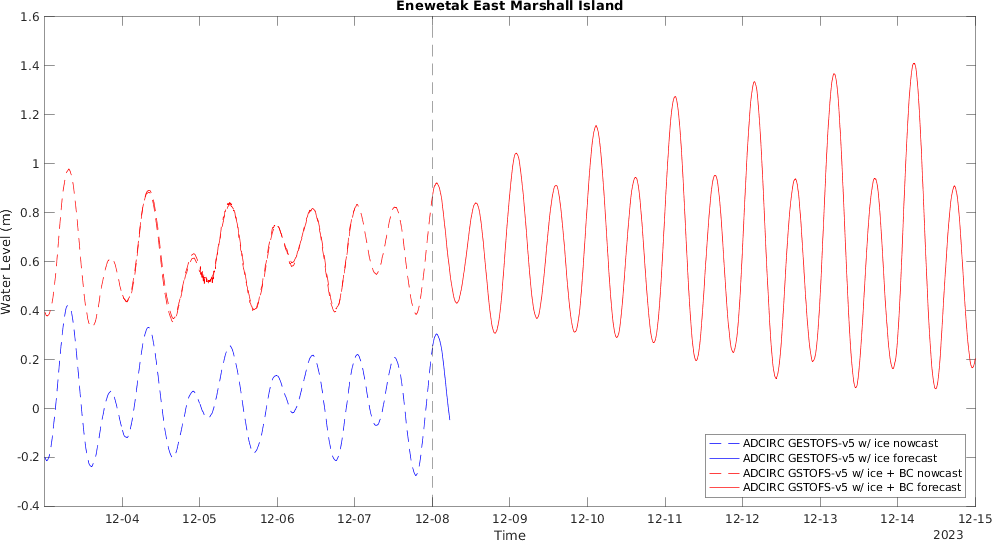 Enewetak East Marshall Island
1.6
1.4
1.2
1
0.8
0.6
0.4
0.2
0
-0.2
-0.4
Water Level (m)
ADCIRC GESTOFS-v5 w/ ice nowcast
ADCIRC GESTOFS-v5 w/ ice forecast
ADCIRC GSTOFS-v5 w/ ice + BC nowcast
ADCIRC GSTOFS-v5 w/ ice + BC forecast
12-04 12-05 12-06 12-07 12-08 12-09 12-10 12-11 12-12 12-13 12-14 12-15
Time
2023